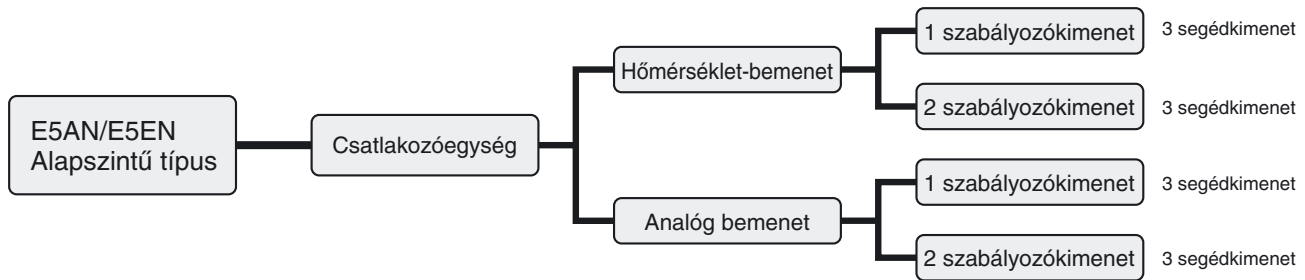 E5AN/E5EN
Alapszintű típus
Csatlakozóegység
Hőmérséklet-bemenet
1 szabályozókimenet
3 segédkimenet
2 szabályozókimenet
3 segédkimenet
Analóg bemenet
1 szabályozókimenet
3 segédkimenet
2 szabályozókimenet
3 segédkimenet